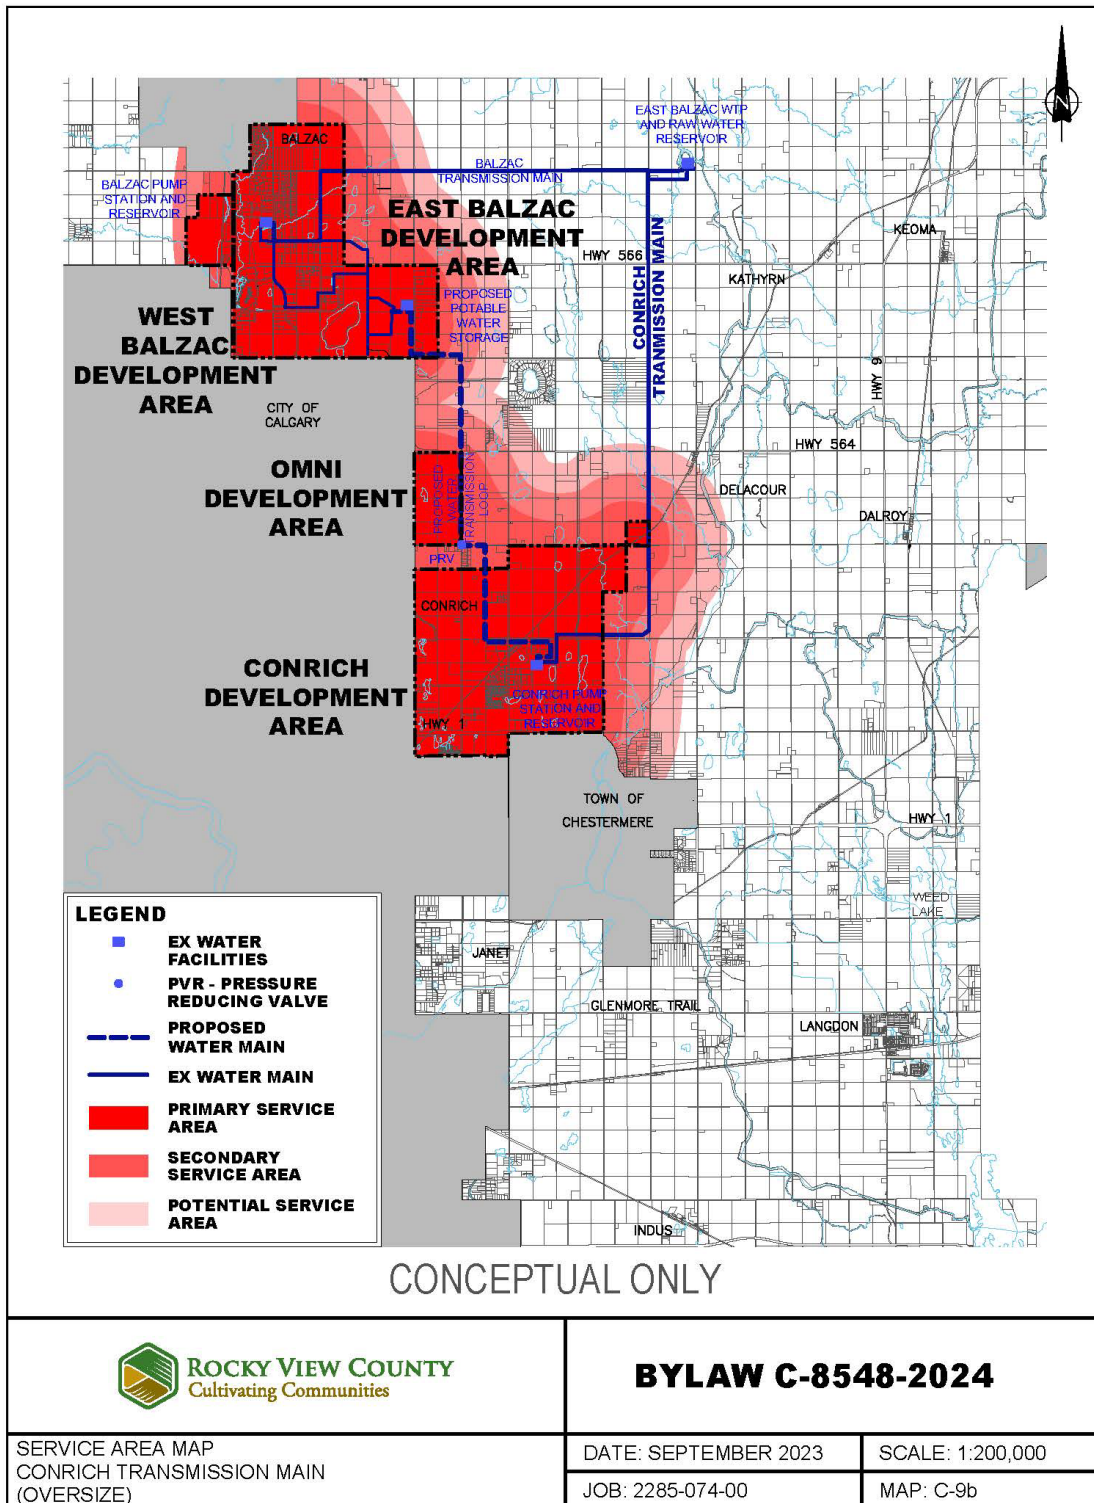 EAST BALZAC WTP
AND RAW WATER
RESERVOIR
BALZAC
BALZAC
TRANSMISSION MAIN
BALZAC PUMP
STATION AND
RESERVOIR
EAST BALZAC
DEVELOPMENT
AREA
HWY 566
KEOMA
KATHYRN
CONRICH
TRANMISSION MAIN
PROPOSED
POTABLE
WATER
STORAGE
WEST
BALZAC
DEVELOPMENT
AREA
HWY 9
CITY OF
CALGARY
HWY 564
OMNI
DEVELOPMENT
AREA
PROPOSED
WATER
TRANSMISSION
LOOP
DELACOUR
DALROY
PRV
CONRICH
CONRICH
DEVELOPMENT
AREA
CONRICH PUMP
STATION AND
RESERVOIR
HWY 1
TOWN OF
CHESTERMERE
HWY 1
WEED
LAKE
JANET
GLENMORE TRAIL
LANGDON
INDUS
LEGEND
EX WATER
FACILITIES
PVR - PRESSURE
REDUCING VALVE
PROPOSED
WATER MAIN
EX WATER MAIN
PRIMARY SERVICE
AREA
SECONDARY
SERVICE AREA
POTENTIAL SERVICE
AREA
CONCEPTUAL ONLY
ROCKY VIEW COUNTY
Cultivating Communities
BYLAW C-8548-2024
SERVICE AREA MAP
CONRICH TRANSMISSION MAIN
(OVERSIZE)
DATE: SEPTEMBER 2023
SCALE: 1:200,000
JOB: 2285-074-00
MAP: C-9b
N